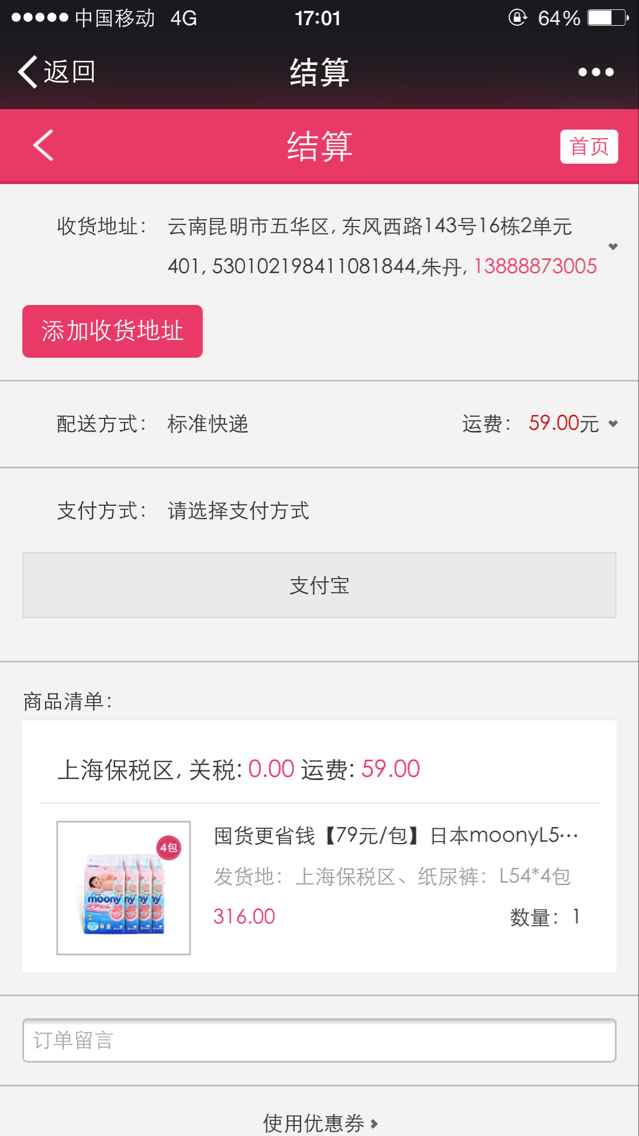 中国移动 4G 17:01 64%
返回 结算
结算 首页
收货地址： 云南昆明市五华区, 东风西路143号16栋2单元
401, 530102198411081844,朱丹, 13888873005
添加收货地址
配送方式： 标准快递 运费： 59.00元
支付方式： 请选择支付方式
支付宝
商品清单：
上海保税区, 关税: 0.00 运费: 59.00
4包
moony
囤货更省钱【79元/包】日本moonyL5…
发货地：上海保税区、纸尿裤：L54*4包
316.00 数量：1
订单留言
使用优惠券